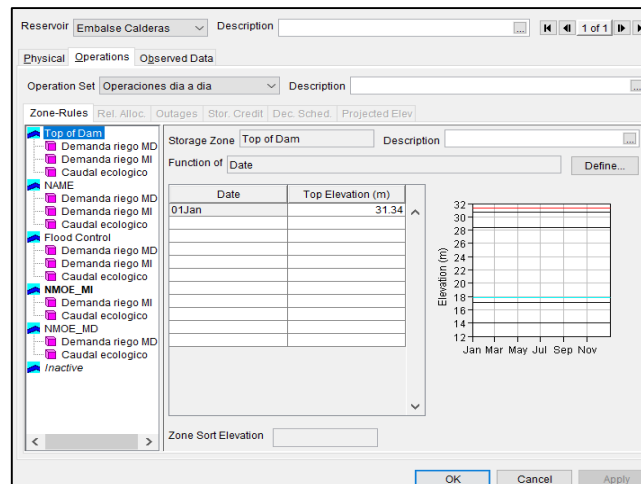 Reservoir Embalse Calderas Description ... 1 of 1
Physical Operations Observed Data
Operation Set Operaciones dia a dia Description ...
Zone-Rules Rel. Alloc. Outages Stor. Credit Dec. Sched. Projected Elev
Top of Dam
Demanda riego MD
Demanda riego MI
Caudal ecologico
NAME
Demanda riego MD
Demanda riego MI
Caudal ecologico
Flood Control
Demanda riego MD
Demanda riego MI
Caudal ecologico
NMOE_MI
Demanda riego MI
Caudal ecologico
NMOE_MD
Demanda riego MD
Caudal ecologico
Inactive
Storage Zone Top of Dam Description ...
Function of Date Define...
Date Top Elevation (m)
01Jan 31.34
Elevation (m)
32
30
28
26
24
22
20
18
16
14
12
Jan Mar May Jul Sep Nov
Zone Sort Elevation
OK Cancel Apply